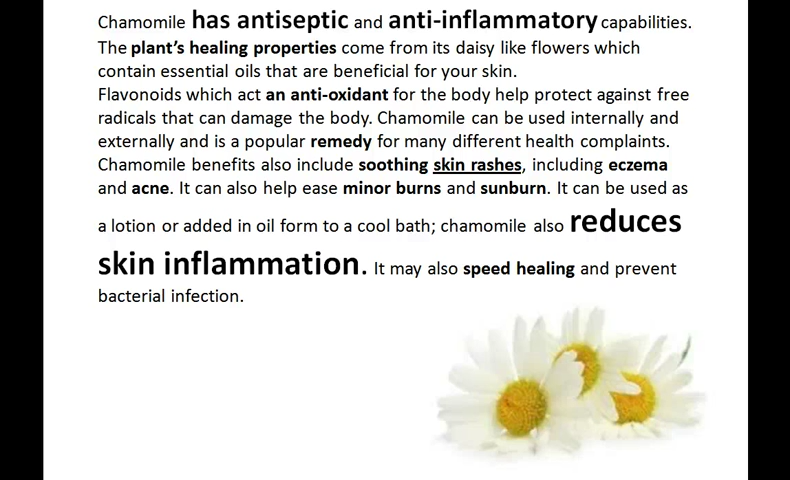 Chamomile has antiseptic and anti-inflammatory capabilities.
The plant’s healing properties come from its daisy like flowers which
contain essential oils that are beneficial for your skin.
Flavonoids which act an anti-oxidant for the body help protect against free
radicals that can damage the body. Chamomile can be used internally and
externally and is a popular remedy for many different health complaints.
Chamomile benefits also include soothing skin rashes, including eczema
and acne. It can also help ease minor burns and sunburn. It can be used as
a lotion or added in oil form to a cool bath; chamomile also reduces
skin inflammation. It may also speed healing and prevent
bacterial infection.